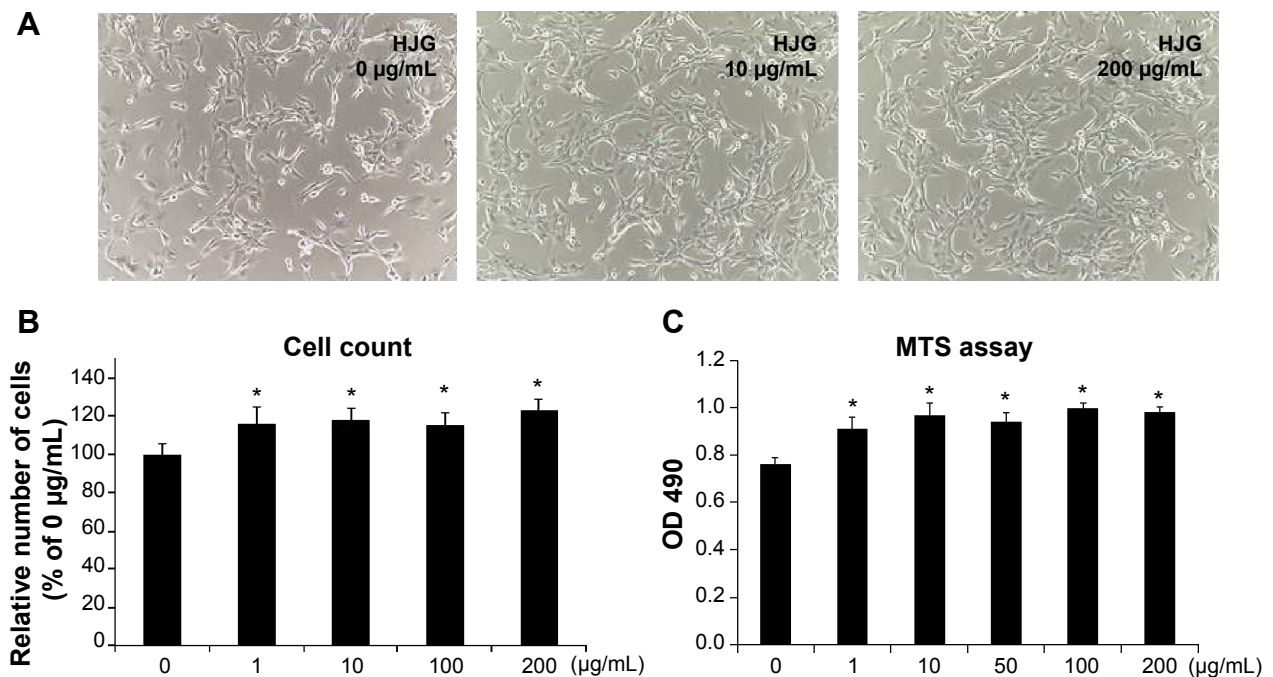 A
HJG
0 µg/mL
HJG
10 µg/mL
HJG
200 µg/mL
B
Cell count
Relative number of cells
(% of 0 µg/mL)
140
120
100
80
60
40
20
0
*
*
*
*
0 1 10 100 200 (µg/mL)
C
MTS assay
OD 490
1.2
1.0
0.8
0.6
0.4
0.2
0.0
*
*
*
*
*
0 1 10 50 100 200 (µg/mL)